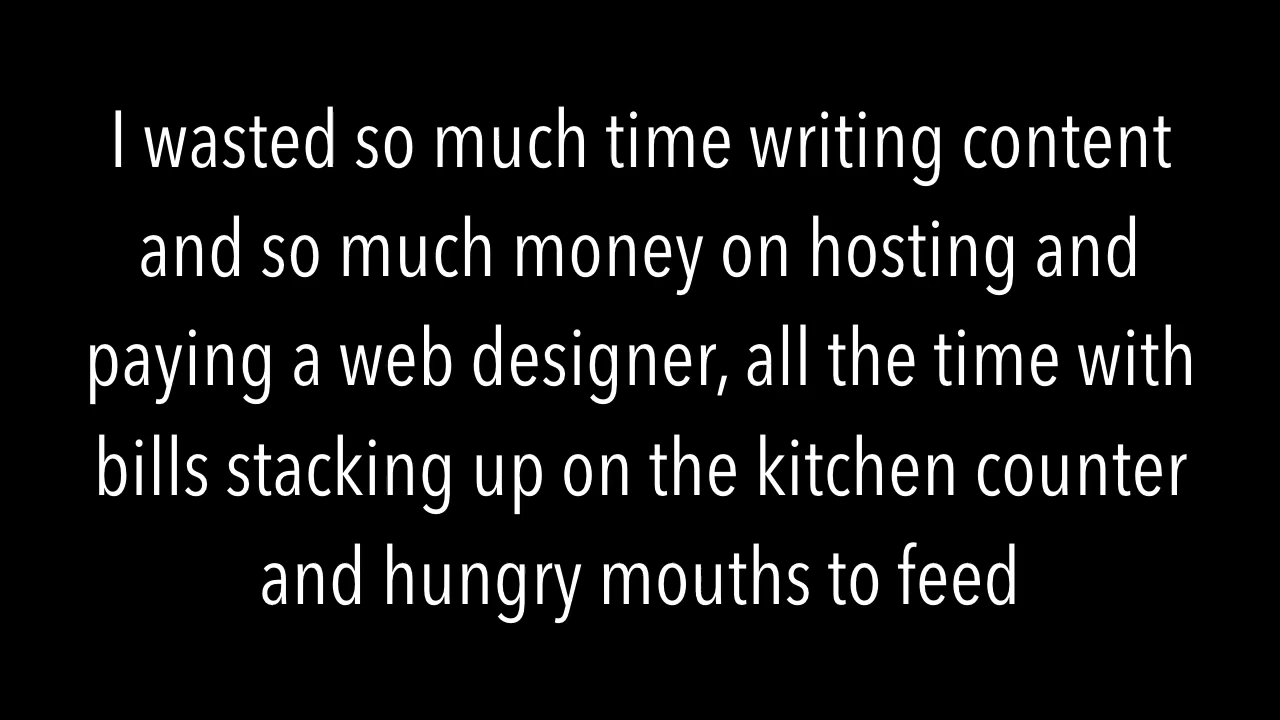 I wasted so much time writing content
and so much money on hosting and
paying a web designer, all the time with
bills stacking up on the kitchen counter
and hungry mouths to feed